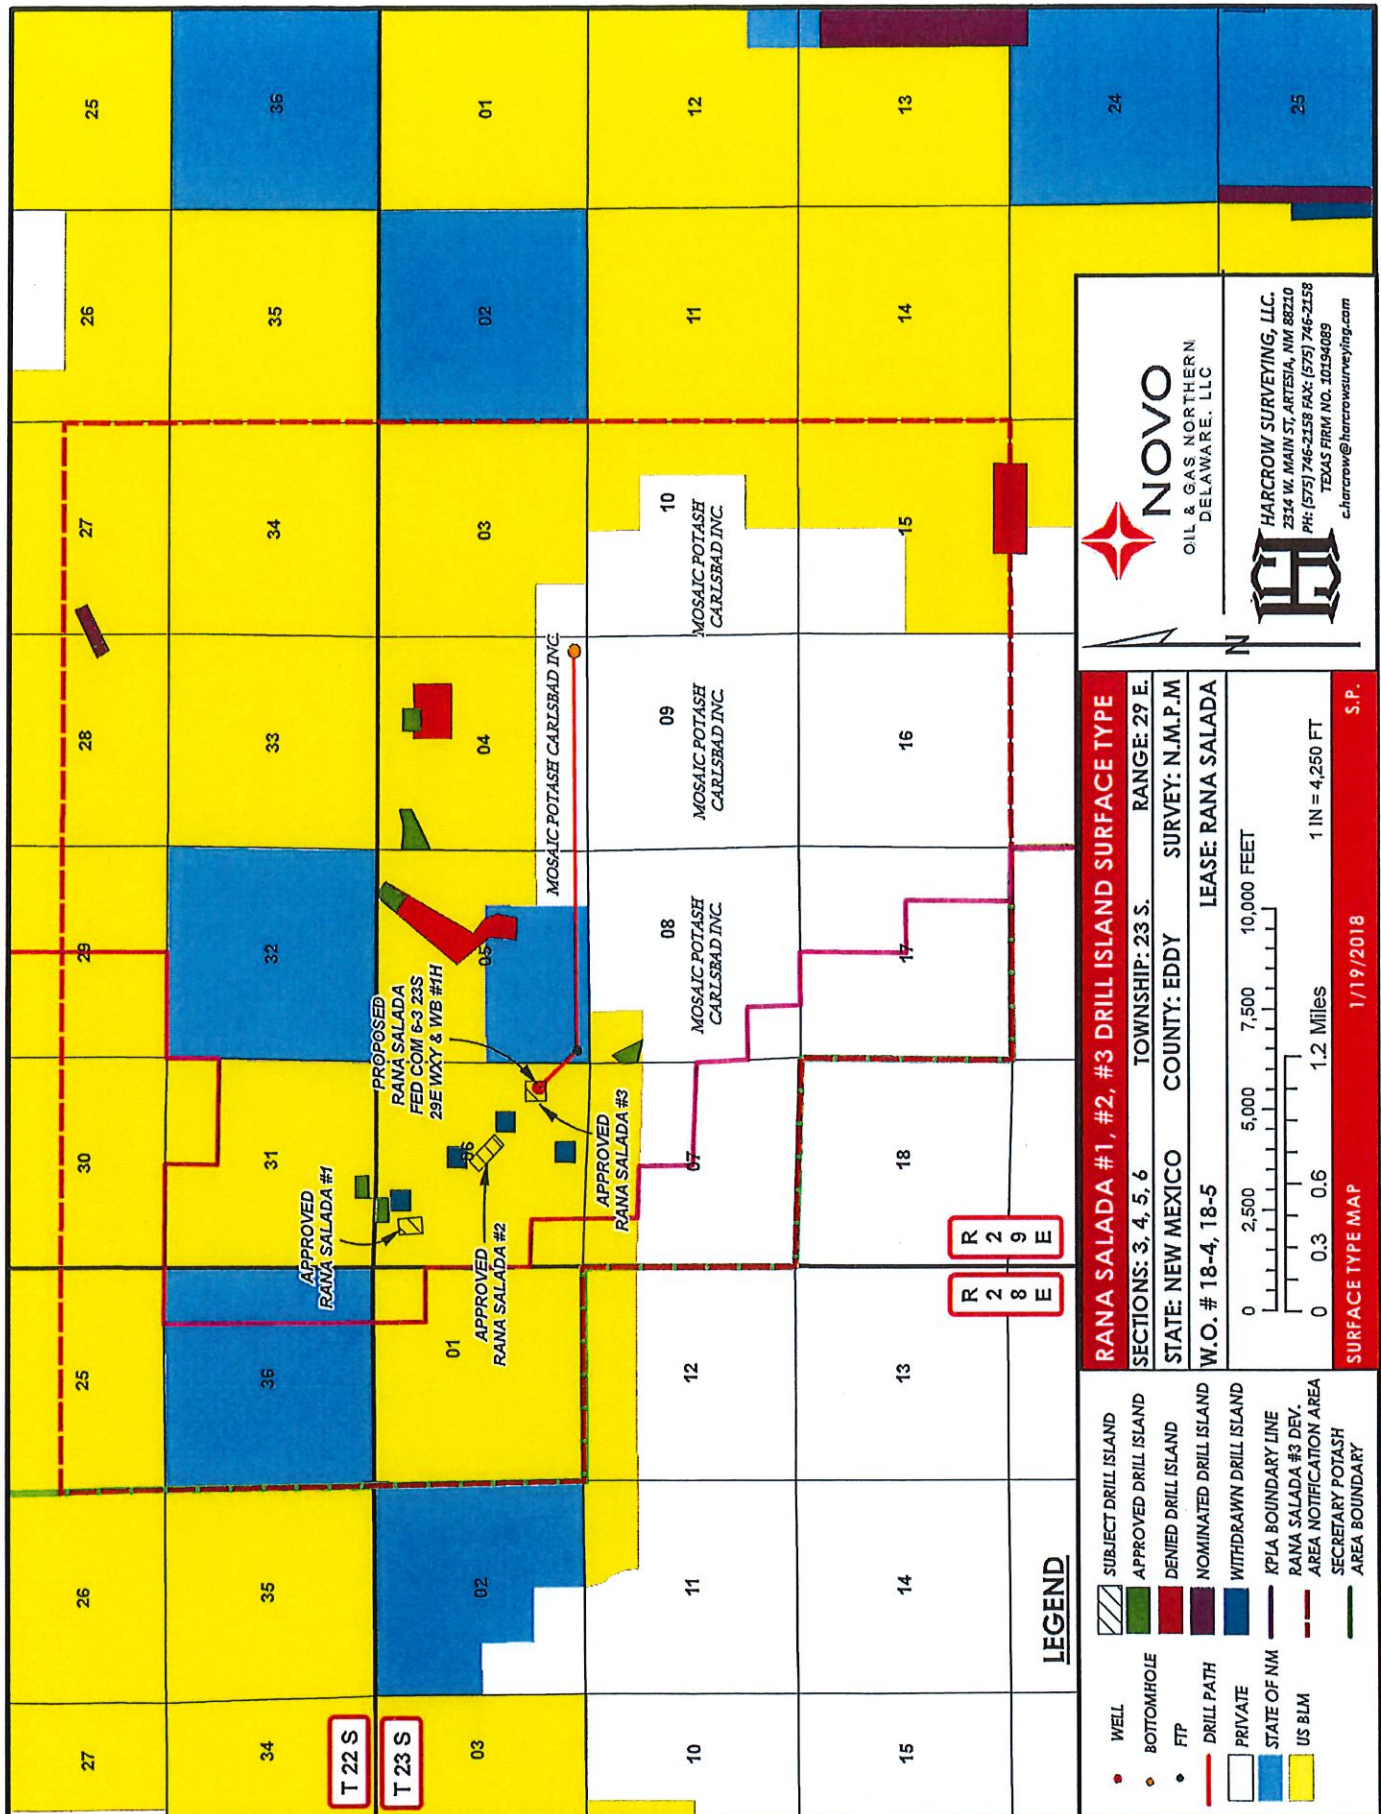 27
26
25
30
29
28
27
26
25
34
35
36
31
32
33
34
35
36
T 22 S
T 23 S
03
02
01
06
05
04
03
02
01
APPROVED
RANA SALADA #1
PROPOSED
RANA SALADA
FED COM 6-3 23S
29E WXY & WB #1H
APPROVED
RANA SALADA #2
APPROVED
RANA SALADA #3
MOSAIC POTASH CARLSBAD INC.
10
11
12
07
08
MOSAIC POTASH
CARLSBAD INC.
09
MOSAIC POTASH
CARLSBAD INC.
10
MOSAIC POTASH
CARLSBAD INC.
11
12
15
14
13
18
17
16
15
14
13
R
2
8
E
R
2
9
E
24
25
LEGEND
WELL
BOTTOMHOLE
FTP
DRILL PATH
PRIVATE
STATE OF NM
US BLM
SUBJECT DRILL ISLAND
APPROVED DRILL ISLAND
DENIED DRILL ISLAND
NOMINATED DRILL ISLAND
WITHDRAWN DRILL ISLAND
KPLA BOUNDARY LINE
RANA SALADA #3 DEV.
AREA NOTIFICATION AREA
SECRETARY POTASH
AREA BOUNDARY
RANA SALADA #1, #2, #3 DRILL ISLAND SURFACE TYPE
SECTIONS: 3, 4, 5, 6 TOWNSHIP: 23 S. RANGE: 29 E.
STATE: NEW MEXICO COUNTY: EDDY SURVEY: N.M.P.M
W.O. # 18-4, 18-5 LEASE: RANA SALADA
0 2,500 5,000 7,500 10,000 FEET
0 0.3 0.6 1.2 Miles 1 IN = 4,250 FT
SURFACE TYPE MAP 1/19/2018 S.P.
N
NOVO
OIL & GAS NORTHERN
DELAWARE, LLC
H
HARCROW SURVEYING, LLC.
2314 W. MAIN ST, ARTESIA, NM 88210
PH: (575) 746-2158 FAX: (575) 746-2158
TEXAS FIRM NO. 10194089
c.harcrow@harcrowsurveying.com